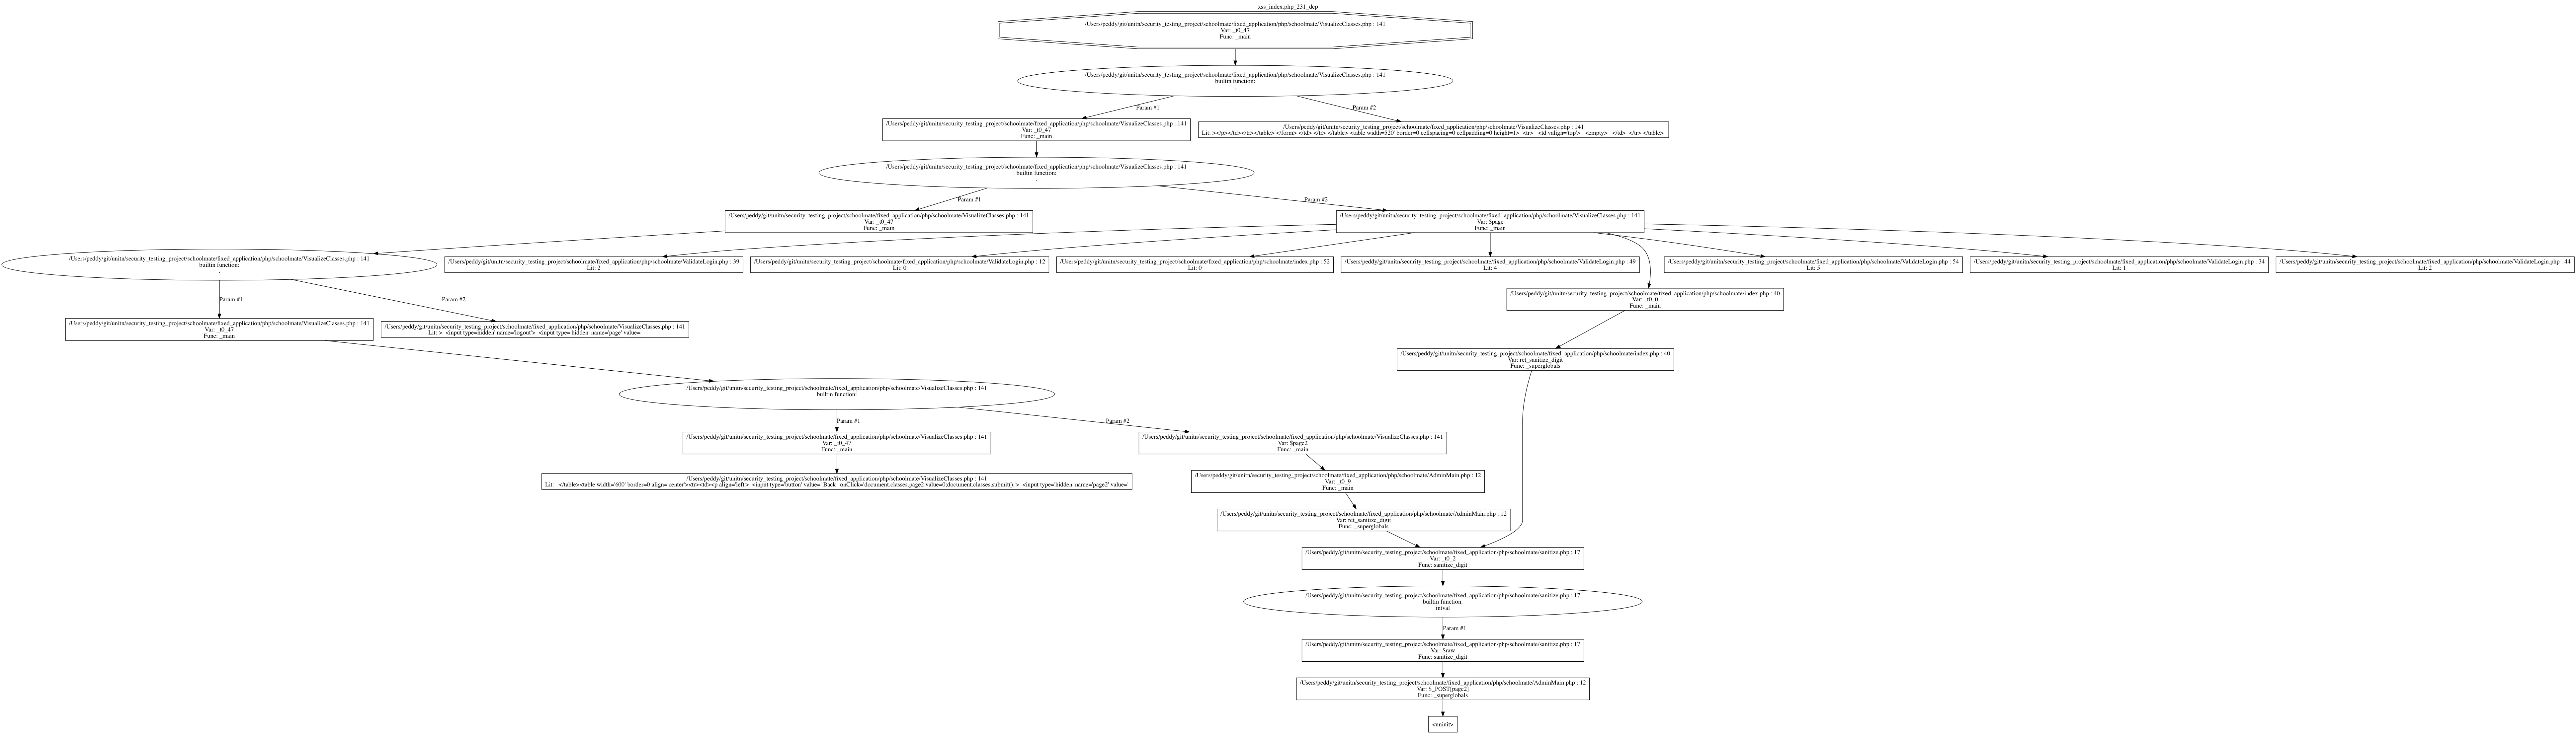 xss_index.php_231_dep
/Users/peddy/git/unitn/security_testing_project/schoolmate/fixed_application/php/schoolmate/VisualizeClasses.php : 141
Var: _t0_47
Func: _main
/Users/peddy/git/unitn/security_testing_project/schoolmate/fixed_application/php/schoolmate/VisualizeClasses.php : 141
builtin function:
.
Param #1
Param #2
/Users/peddy/git/unitn/security_testing_project/schoolmate/fixed_application/php/schoolmate/VisualizeClasses.php : 141
Var: _t0_47
Func: _main
/Users/peddy/git/unitn/security_testing_project/schoolmate/fixed_application/php/schoolmate/VisualizeClasses.php : 141
Lit: ></p></td></tr></table> </form> </td> </tr> </table> <table width='520' border=0 cellspacing=0 cellpadding=0 height=1> <tr> <td valign='top'> <empty> </td> </tr> </table>
/Users/peddy/git/unitn/security_testing_project/schoolmate/fixed_application/php/schoolmate/VisualizeClasses.php : 141
builtin function:
.
Param #1
Param #2
/Users/peddy/git/unitn/security_testing_project/schoolmate/fixed_application/php/schoolmate/VisualizeClasses.php : 141
Var: _t0_47
Func: _main
/Users/peddy/git/unitn/security_testing_project/schoolmate/fixed_application/php/schoolmate/VisualizeClasses.php : 141
Var: $page
Func: _main
/Users/peddy/git/unitn/security_testing_project/schoolmate/fixed_application/php/schoolmate/VisualizeClasses.php : 141
builtin function:
.
/Users/peddy/git/unitn/security_testing_project/schoolmate/fixed_application/php/schoolmate/ValidateLogin.php : 39
Lit: 2
/Users/peddy/git/unitn/security_testing_project/schoolmate/fixed_application/php/schoolmate/ValidateLogin.php : 12
Lit: 0
/Users/peddy/git/unitn/security_testing_project/schoolmate/fixed_application/php/schoolmate/index.php : 52
Lit: 0
/Users/peddy/git/unitn/security_testing_project/schoolmate/fixed_application/php/schoolmate/ValidateLogin.php : 49
Lit: 4
/Users/peddy/git/unitn/security_testing_project/schoolmate/fixed_application/php/schoolmate/ValidateLogin.php : 54
Lit: 5
/Users/peddy/git/unitn/security_testing_project/schoolmate/fixed_application/php/schoolmate/ValidateLogin.php : 34
Lit: 1
/Users/peddy/git/unitn/security_testing_project/schoolmate/fixed_application/php/schoolmate/ValidateLogin.php : 44
Lit: 2
Param #1
Param #2
/Users/peddy/git/unitn/security_testing_project/schoolmate/fixed_application/php/schoolmate/index.php : 40
Var: _t0_0
Func: _main
/Users/peddy/git/unitn/security_testing_project/schoolmate/fixed_application/php/schoolmate/VisualizeClasses.php : 141
Var: _t0_47
Func: _main
/Users/peddy/git/unitn/security_testing_project/schoolmate/fixed_application/php/schoolmate/VisualizeClasses.php : 141
Lit: > <input type='hidden' name='logout'> <input type='hidden' name='page' value='
/Users/peddy/git/unitn/security_testing_project/schoolmate/fixed_application/php/schoolmate/index.php : 40
Var: ret_sanitize_digit
Func: _superglobals
/Users/peddy/git/unitn/security_testing_project/schoolmate/fixed_application/php/schoolmate/VisualizeClasses.php : 141
builtin function:
.
Param #1
Param #2
/Users/peddy/git/unitn/security_testing_project/schoolmate/fixed_application/php/schoolmate/VisualizeClasses.php : 141
Var: _t0_47
Func: _main
/Users/peddy/git/unitn/security_testing_project/schoolmate/fixed_application/php/schoolmate/VisualizeClasses.php : 141
Var: $page2
Func: _main
/Users/peddy/git/unitn/security_testing_project/schoolmate/fixed_application/php/schoolmate/VisualizeClasses.php : 141
Lit: </table><table width='600' border=0 align='center'><tr><td><p align='left'> <input type='button' value=' Back ' onClick='document.classes.page2.value=0;document.classes.submit();'> <input type='hidden' name='page2' value='
/Users/peddy/git/unitn/security_testing_project/schoolmate/fixed_application/php/schoolmate/AdminMain.php : 12
Var: _t0_9
Func: _main
/Users/peddy/git/unitn/security_testing_project/schoolmate/fixed_application/php/schoolmate/AdminMain.php : 12
Var: ret_sanitize_digit
Func: _superglobals
/Users/peddy/git/unitn/security_testing_project/schoolmate/fixed_application/php/schoolmate/sanitize.php : 17
Var: _t0_2
Func: sanitize_digit
/Users/peddy/git/unitn/security_testing_project/schoolmate/fixed_application/php/schoolmate/sanitize.php : 17
builtin function:
intval
Param #1
/Users/peddy/git/unitn/security_testing_project/schoolmate/fixed_application/php/schoolmate/sanitize.php : 17
Var: $raw
Func: sanitize_digit
/Users/peddy/git/unitn/security_testing_project/schoolmate/fixed_application/php/schoolmate/AdminMain.php : 12
Var: $_POST[page2]
Func: _superglobals
<uninit>